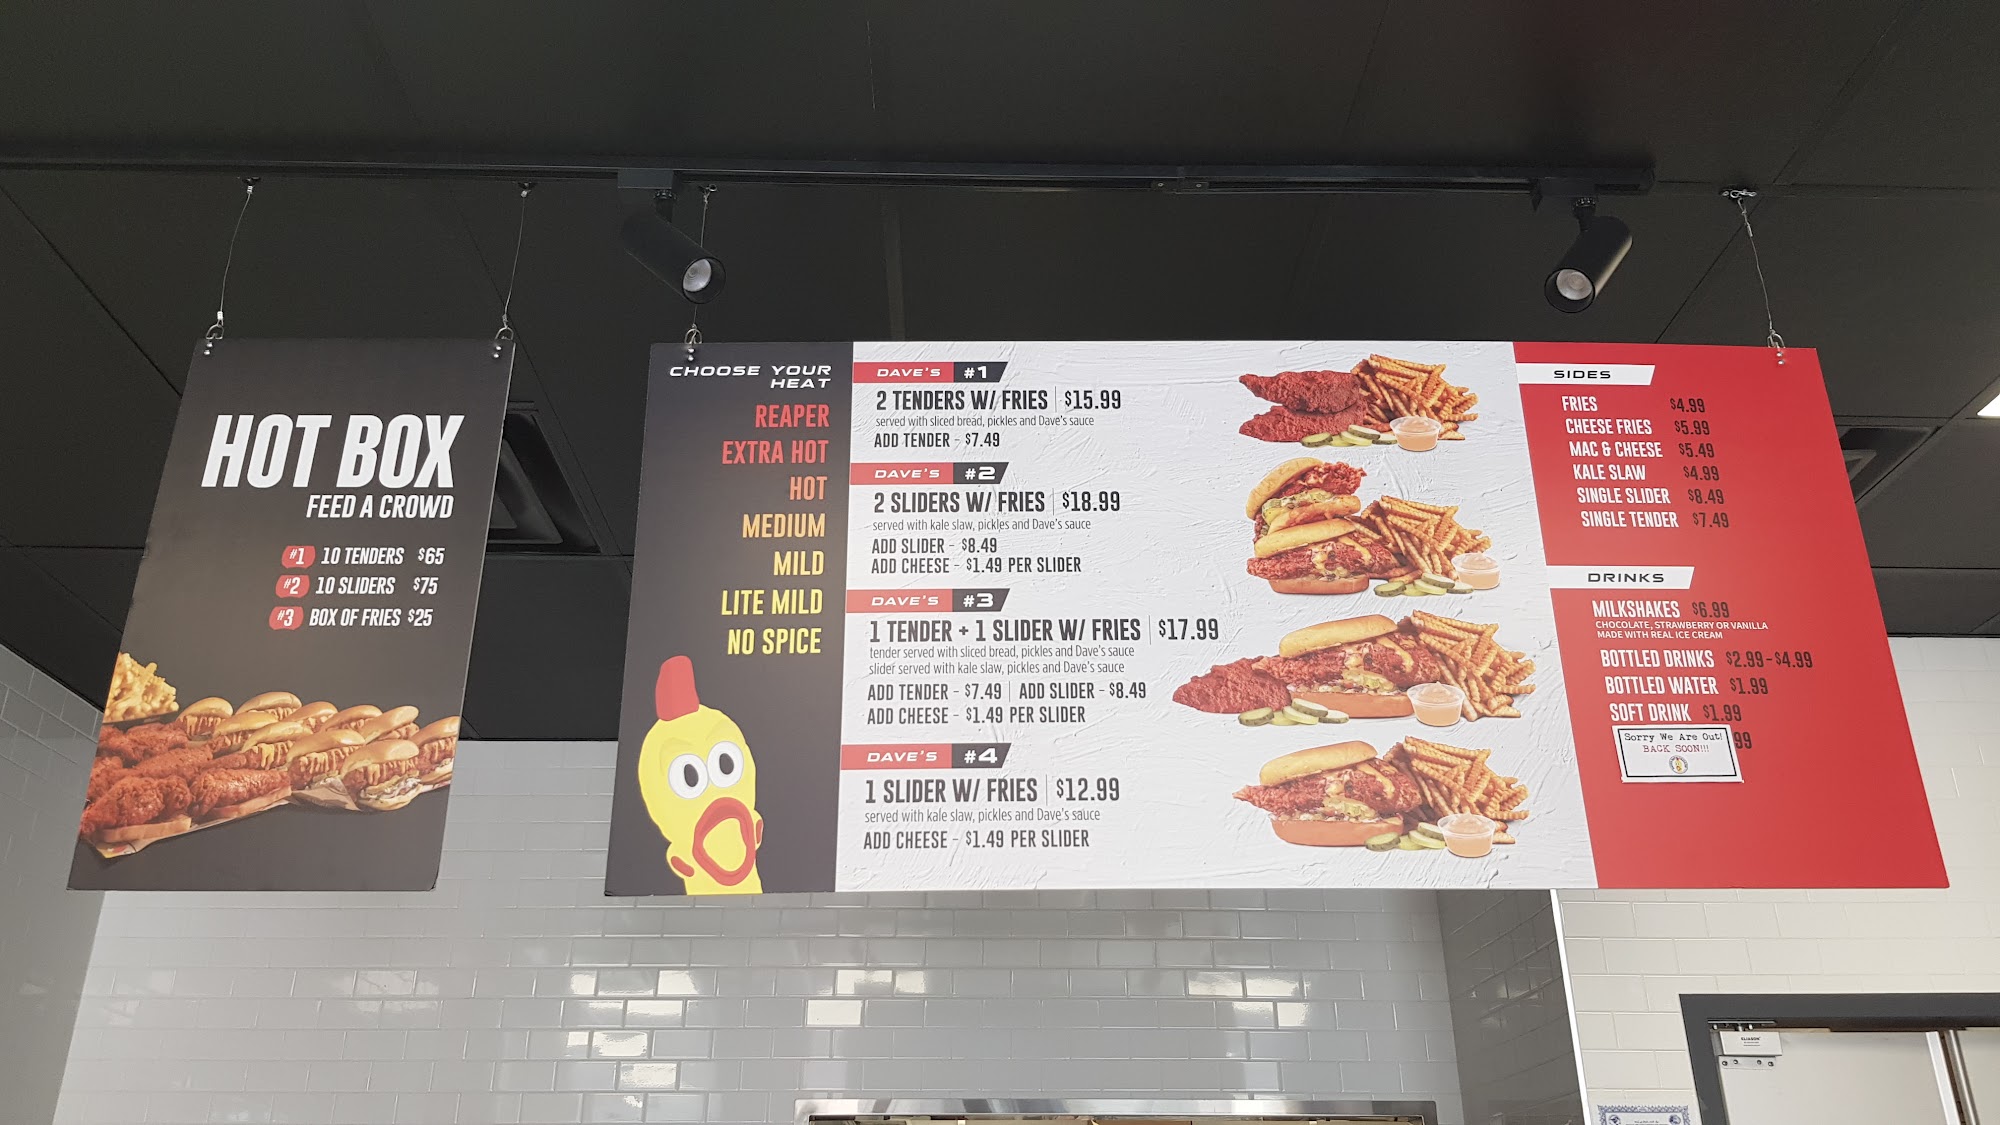 HOT BOX
FEED A CROWD
#1 10 TENDERS $65
#2 10 SLIDERS $75
#3 BOX OF FRIES $25
CHOOSE YOUR
HEAT
REAPER
EXTRA HOT
HOT
MEDIUM
MILD
LITE MILD
NO SPICE
DAVE'S #1
2 TENDERS W/ FRIES | $15.99
served with sliced bread, pickles and Dave's sauce
ADD TENDER - $7.49
DAVE'S #2
2 SLIDERS W/ FRIES | $18.99
served with kale slaw, pickles and Dave's sauce
ADD SLIDER - $8.49
ADD CHEESE - $1.49 PER SLIDER
DAVE'S #3
1 TENDER + 1 SLIDER W/ FRIES | $17.99
tender served with sliced bread, pickles and Dave's sauce
slider served with kale slaw, pickles and Dave's sauce
ADD TENDER - $7.49 | ADD SLIDER - $8.49
ADD CHEESE - $1.49 PER SLIDER
DAVE'S #4
1 SLIDER W/ FRIES | $12.99
served with kale slaw, pickles and Dave's sauce
ADD CHEESE - $1.49 PER SLIDER
SIDES
FRIES $4.99
CHEESE FRIES $5.99
MAC & CHEESE $5.49
KALE SLAW $4.99
SINGLE SLIDER $8.49
SINGLE TENDER $7.49
DRINKS
MILKSHAKES $6.99
CHOCOLATE, STRAWBERRY OR VANILLA
MADE WITH REAL ICE CREAM
BOTTLED DRINKS $2.99-$4.99
BOTTLED WATER $1.99
SOFT DRINK $1.99
99
Sorry We Are Out!
BACK SOON!!!